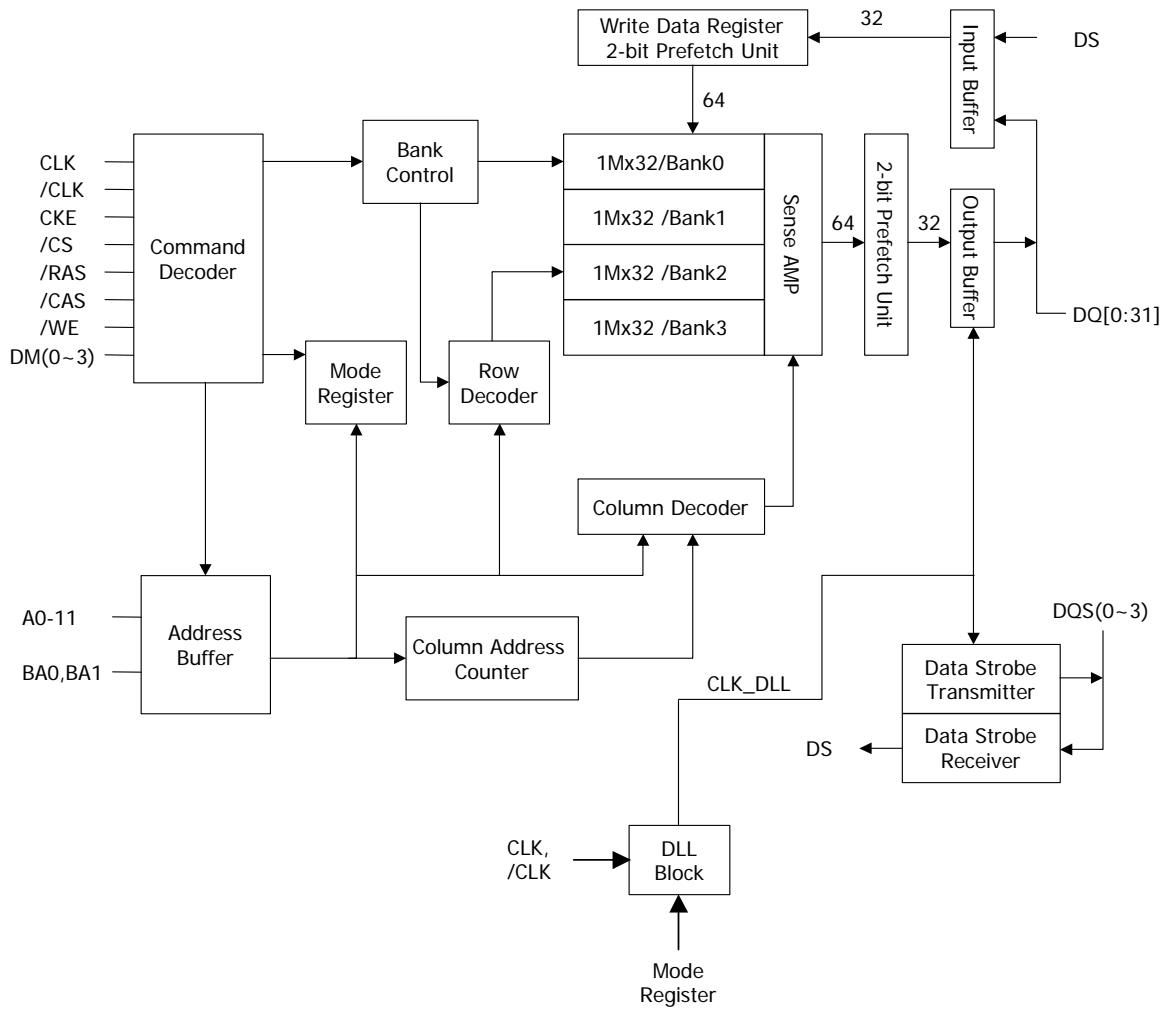 Write Data Register
2-bit Prefetch Unit
32
Input Buffer
DS
64
CLK
/CLK
CKE
/CS
/RAS
/CAS
/WE
DM(0~3)
Command
Decoder
Bank
Control
1Mx32/Bank0
1Mx32 /Bank1
1Mx32 /Bank2
1Mx32 /Bank3
Sense AMP
64
2-bit Prefetch Unit
32
Output Buffer
DQ[0:31]
Mode
Register
Row
Decoder
Column Decoder
A0-11
BA0,BA1
Address
Buffer
Column Address
Counter
CLK_DLL
DQS(0~3)
Data Strobe
Transmitter
Data Strobe
Receiver
DS
CLK,
/CLK
DLL
Block
Mode
Register